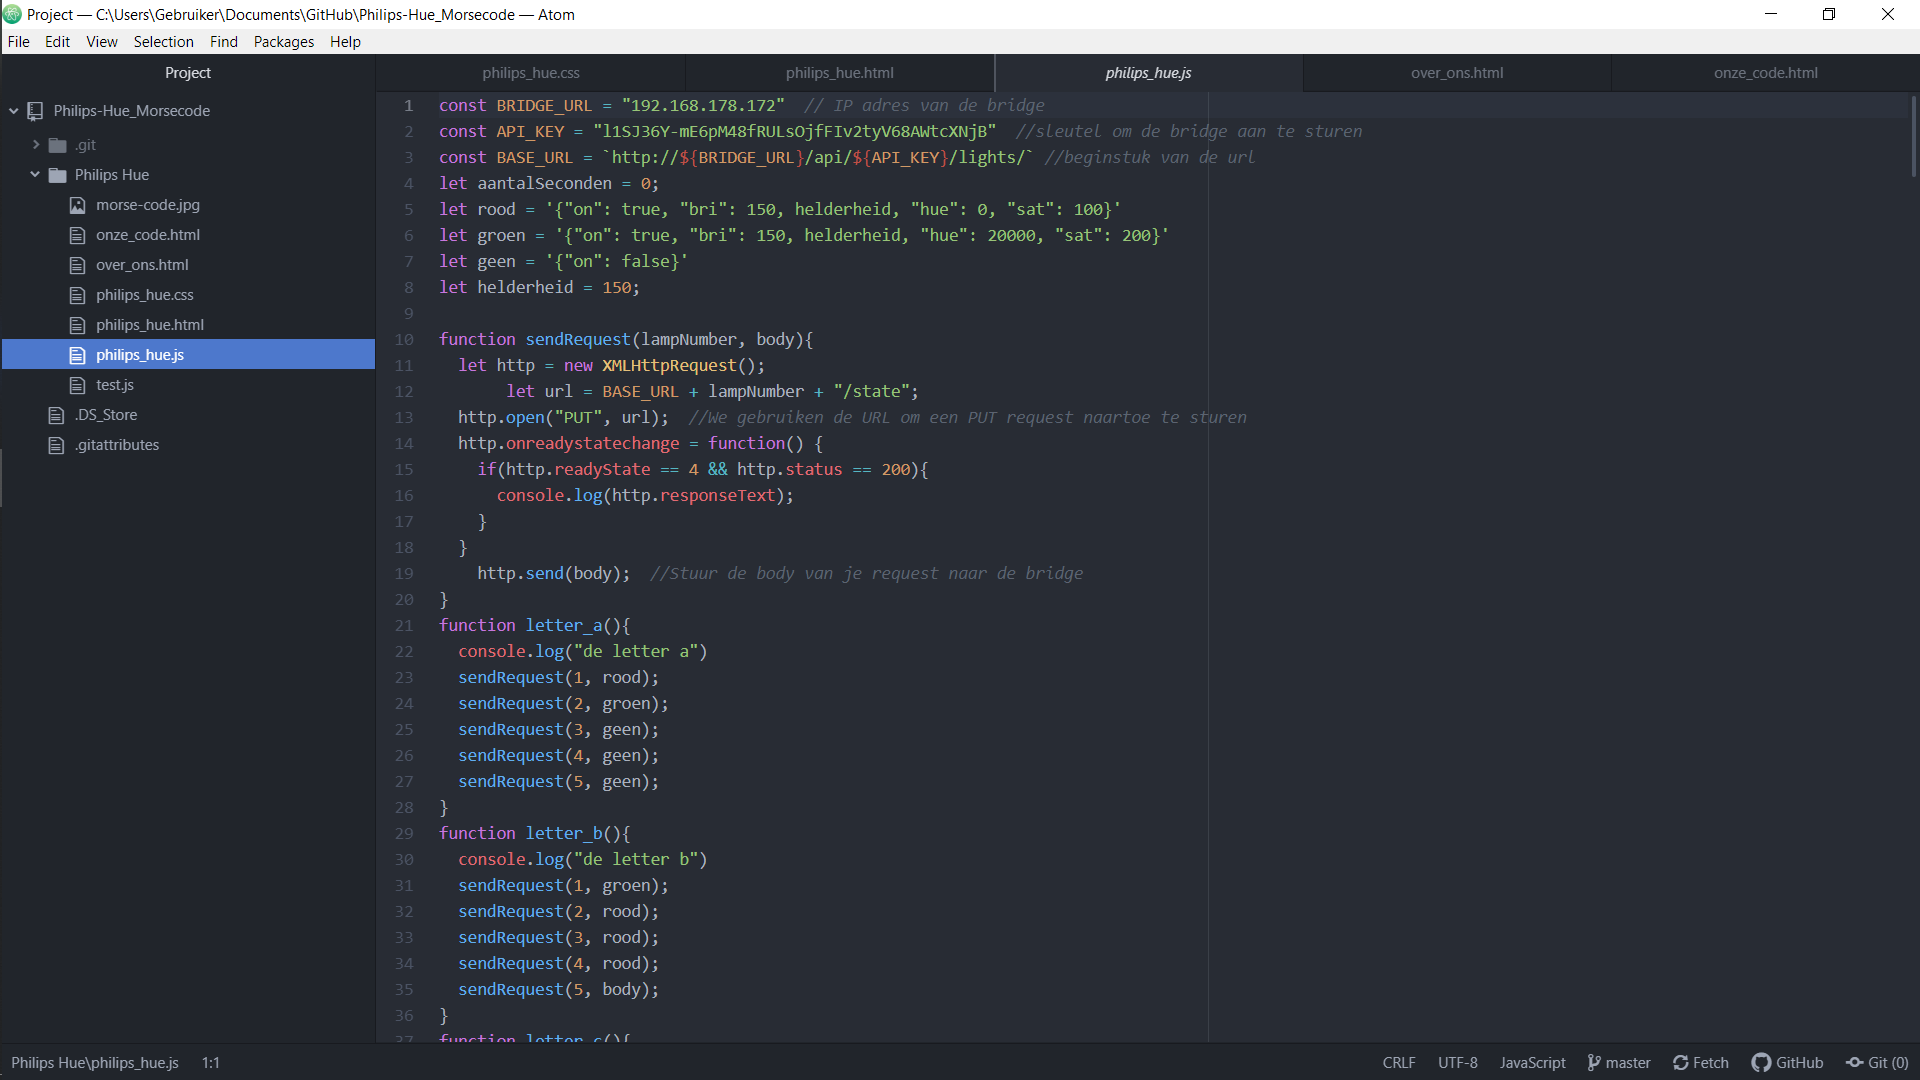 Project — C:\Users\Gebruiker\Documents\GitHub\Philips-Hue_Morsecode — Atom
File Edit View Selection Find Packages Help
Project
Philips-Hue_Morsecode
.git
Philips Hue
morse-code.jpg
onze_code.html
over_ons.html
philips_hue.css
philips_hue.html
philips_hue.js
test.js
.DS_Store
.gitattributes
philips_hue.css philips_hue.html philips_hue.js over_ons.html onze_code.html
1 const BRIDGE_URL = "192.168.178.172" // IP adres van de bridge
2 const API_KEY = "l1SJ36Y-mE6pM48fRULsOjfFIv2tyV68AWtcXNjB" //sleutel om de bridge aan te sturen
3 const BASE_URL = `http://${BRIDGE_URL}/api/${API_KEY}/lights/` //beginstuk van de url
4 let aantalSeconden = 0;
5 let rood = '{"on": true, "bri": 150, helderheid, "hue": 0, "sat": 100}'
6 let groen = '{"on": true, "bri": 150, helderheid, "hue": 20000, "sat": 200}'
7 let geen = '{"on": false}'
8 let helderheid = 150;
9
10 function sendRequest(lampNumber, body){
11 let http = new XMLHttpRequest();
12 let url = BASE_URL + lampNumber + "/state";
13 http.open("PUT", url); //We gebruiken de URL om een PUT request naartoe te sturen
14 http.onreadystatechange = function() {
15 if(http.readyState == 4 && http.status == 200){
16 console.log(http.responseText);
17 }
18 }
19 http.send(body); //Stuur de body van je request naar de bridge
20 }
21 function letter_a(){
22 console.log("de letter a")
23 sendRequest(1, rood);
24 sendRequest(2, groen);
25 sendRequest(3, geen);
26 sendRequest(4, geen);
27 sendRequest(5, geen);
28 }
29 function letter_b(){
30 console.log("de letter b")
31 sendRequest(1, groen);
32 sendRequest(2, rood);
33 sendRequest(3, rood);
34 sendRequest(4, rood);
35 sendRequest(5, body);
36 }
37 function letter_c(){
Philips Hue\philips_hue.js 1:1 CRLF UTF-8 JavaScript master Fetch GitHub Git (0)